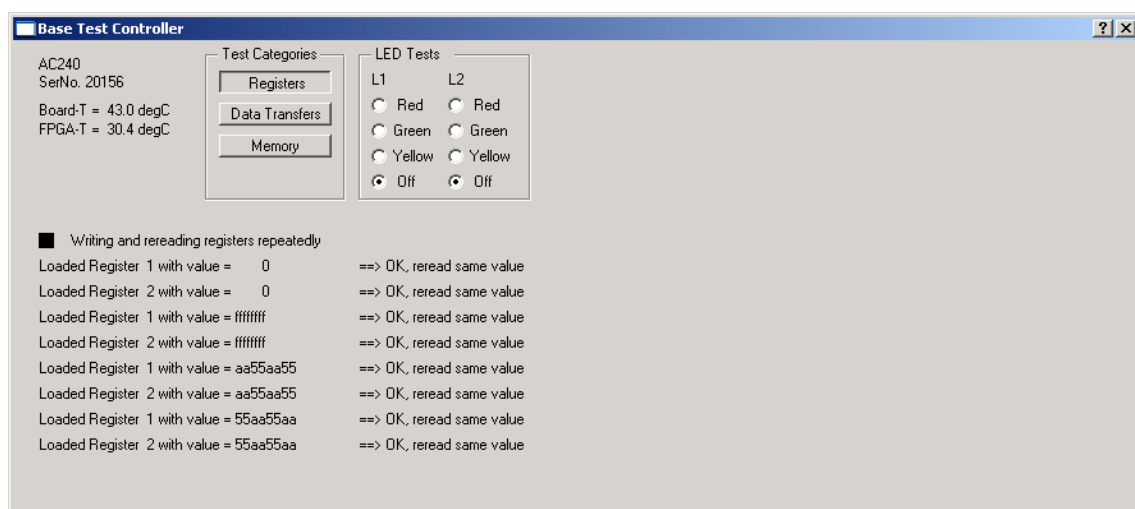 Base Test Controller
AC240
SerNo. 20156
Board-T = 43.0 degC
FPGA-T = 30.4 degC
Test Categories
Registers
Data Transfers
Memory
LED Tests
L1 L2
Red Red
Green Green
Yellow Yellow
Off Off
Writing and rereading registers repeatedly
Loaded Register 1 with value = 0 ==> OK, reread same value
Loaded Register 2 with value = 0 ==> OK, reread same value
Loaded Register 1 with value = ffffffff ==> OK, reread same value
Loaded Register 2 with value = ffffffff ==> OK, reread same value
Loaded Register 1 with value = aa55aa55 ==> OK, reread same value
Loaded Register 2 with value = aa55aa55 ==> OK, reread same value
Loaded Register 1 with value = 55aa55aa ==> OK, reread same value
Loaded Register 2 with value = 55aa55aa ==> OK, reread same value